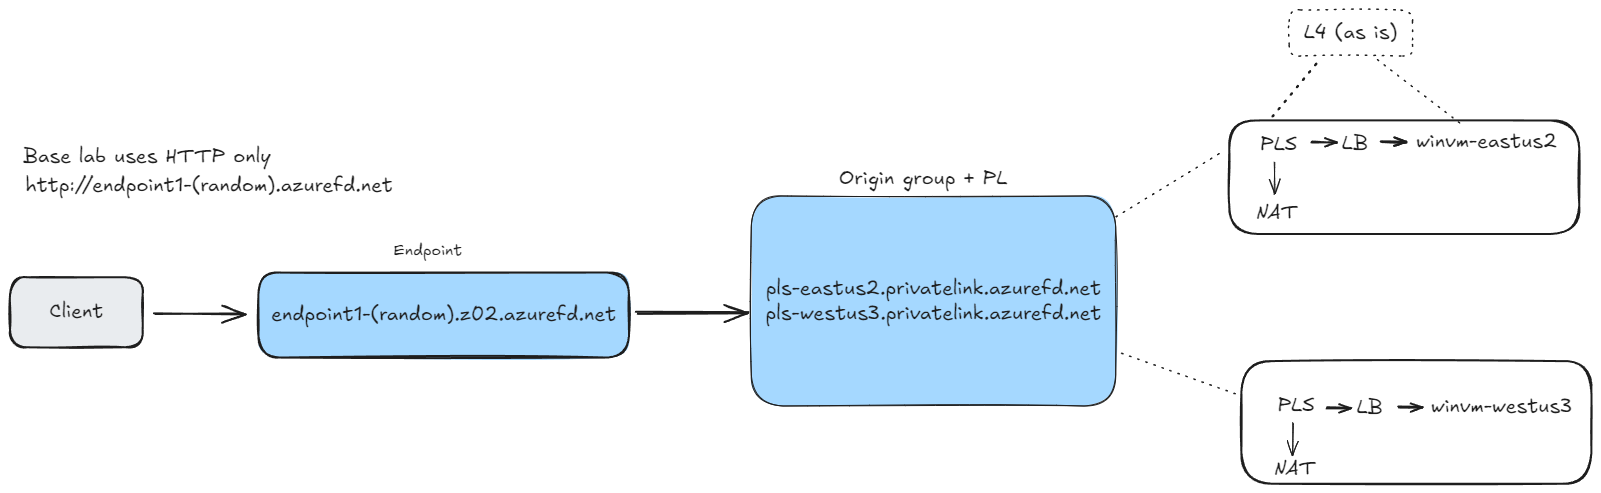 L4 (as is)
PLS → LB → winvm-eastus2
NAT
Base lab uses HTTP only
http://endpoint1-(random).azurefd.net
Origin group + PL
Endpoint
Client
endpoint1-(random).z02.azurefd.net
pls-eastus2.privatelink.azurefd.net
pls-westus3.privatelink.azurefd.net
PLS → LB → winvm-westus3
NAT